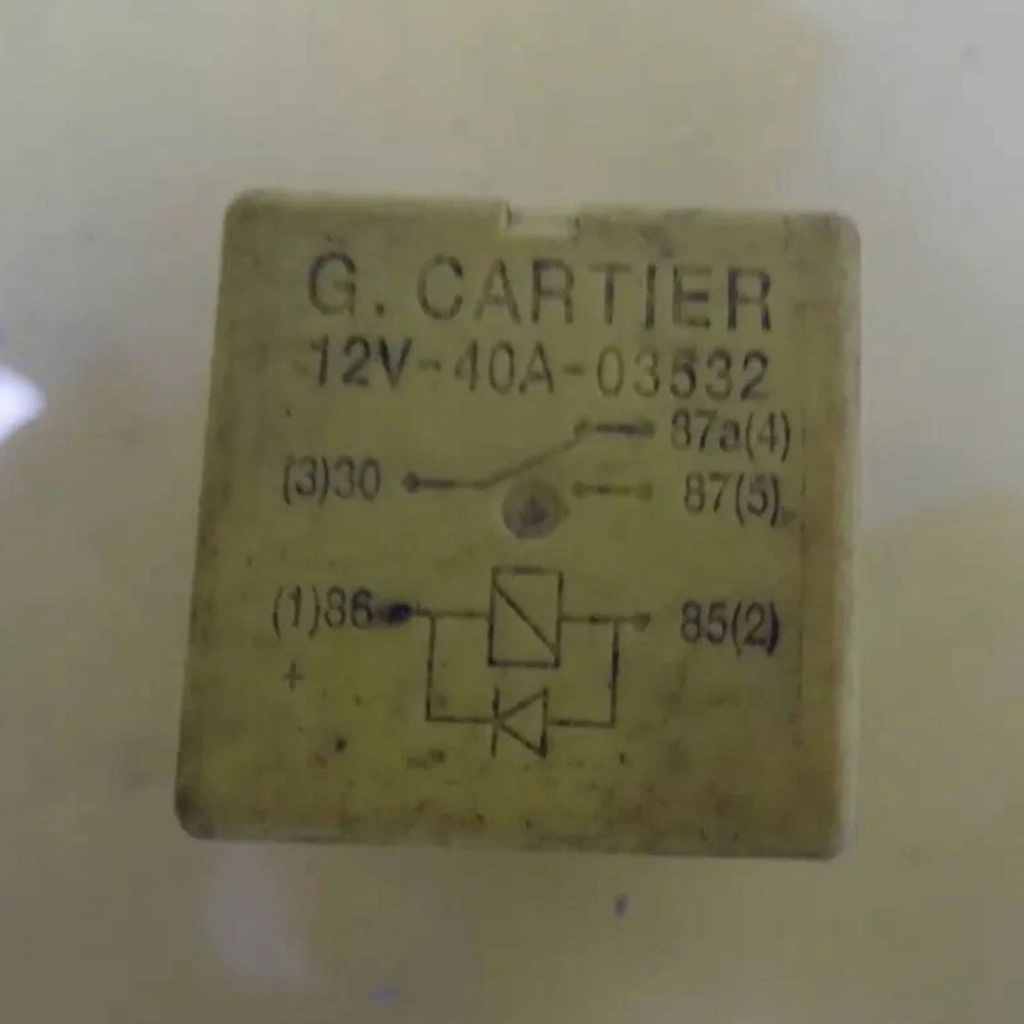 G. CARTIER
12V-40A-03532
87a(4)
(3)30 87(5)
(1)86 85(2)
+